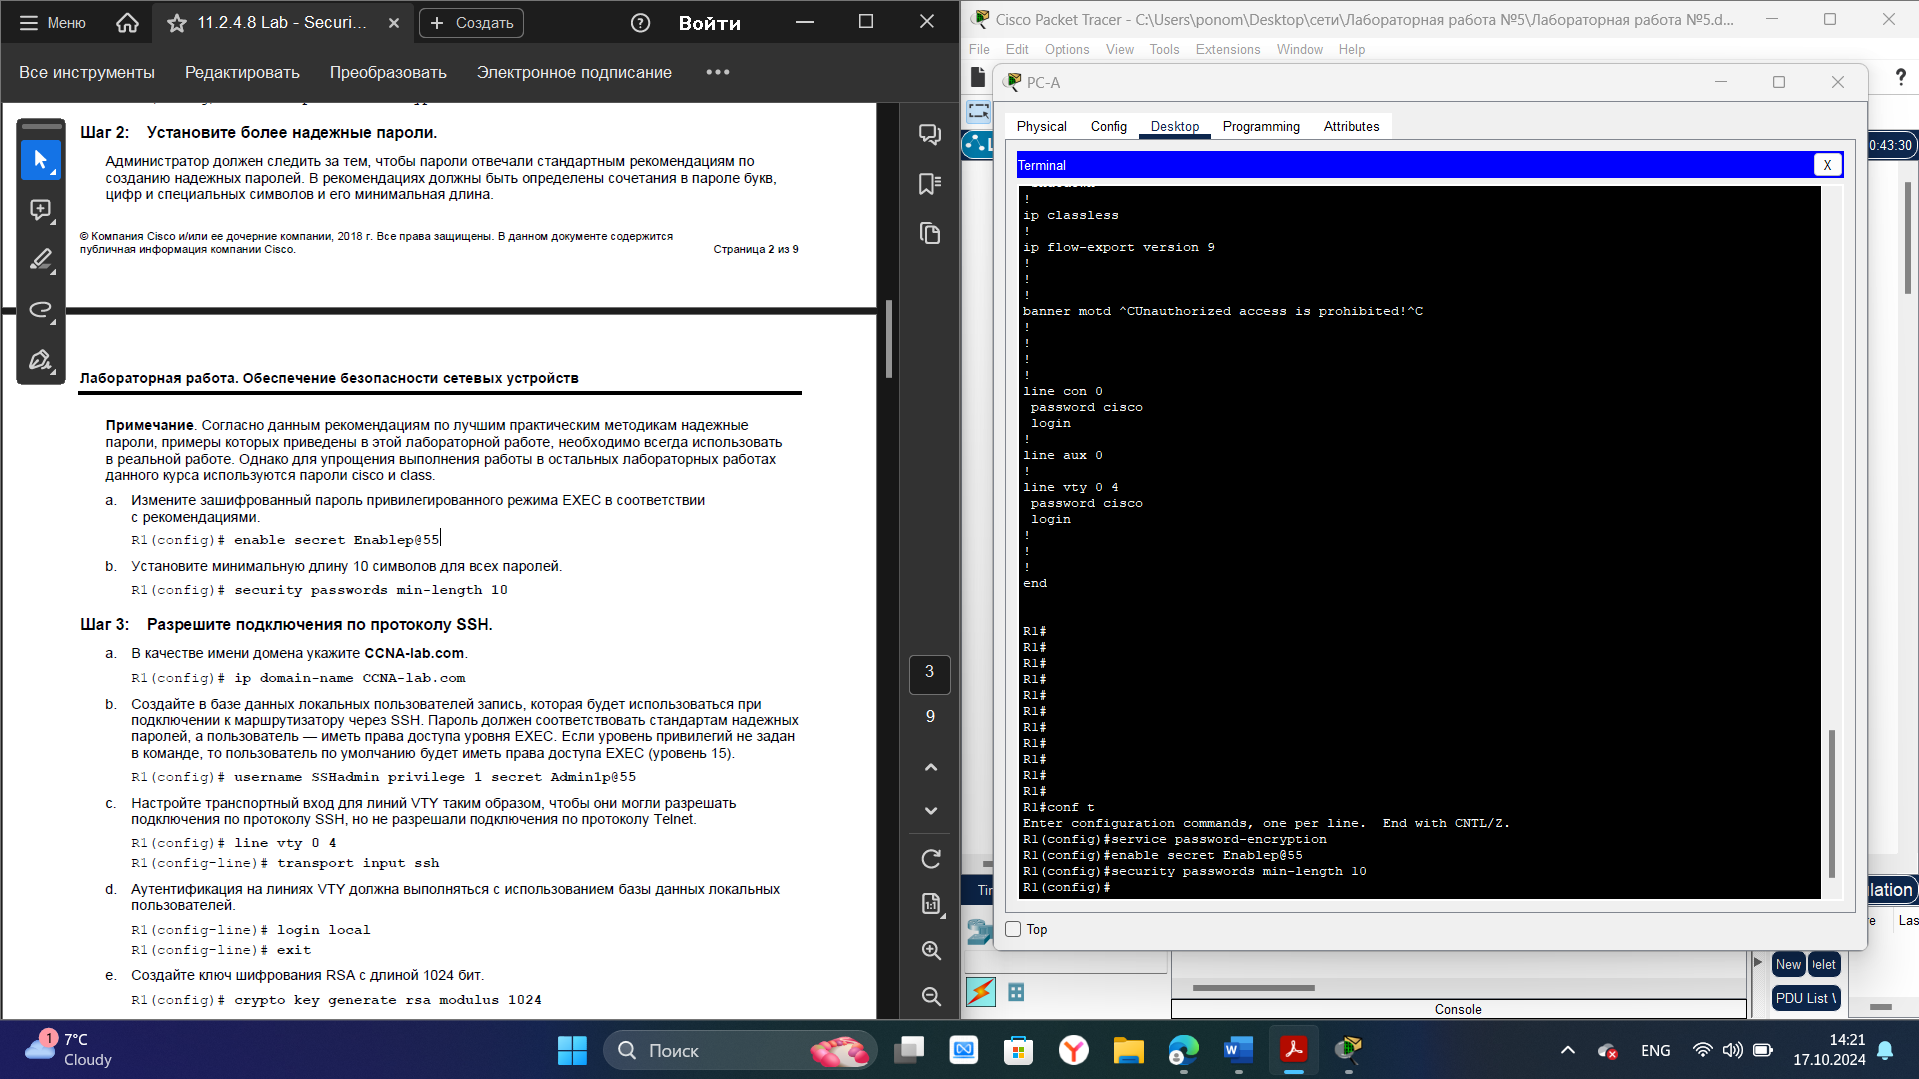 Меню
11.2.4.8 Lab - Securi...
Создать
Войти
Все инструменты
Редактировать
Преобразовать
Электронное подписание
Шаг 2: Установите более надежные пароли.
Администратор должен следить за тем, чтобы пароли отвечали стандартным рекомендациям по
созданию надежных паролей. В рекомендациях должны быть определены сочетания в пароле букв,
цифр и специальных символов и его минимальная длина.
© Компания Cisco и/или ее дочерние компании, 2018 г. Все права защищены. В данном документе содержится
публичная информация компании Cisco.
Страница 2 из 9
Лабораторная работа. Обеспечение безопасности сетевых устройств
Примечание. Согласно данным рекомендациям по лучшим практическим методикам надежные
пароли, примеры которых приведены в этой лабораторной работе, необходимо всегда использовать
в реальной работе. Однако для упрощения выполнения работы в остальных лабораторных работах
данного курса используются пароли cisco и class.
a. Измените зашифрованный пароль привилегированного режима EXEC в соответствии
с рекомендациями.
R1(config)# enable secret Enablep@55
b. Установите минимальную длину 10 символов для всех паролей.
R1(config)# security passwords min-length 10
Шаг 3: Разрешите подключения по протоколу SSH.
a. В качестве имени домена укажите CCNA-lab.com.
R1(config)# ip domain-name CCNA-lab.com
b. Создайте в базе данных локальных пользователей запись, которая будет использоваться при
подключении к маршрутизатору через SSH. Пароль должен соответствовать стандартам надежных
паролей, а пользователь — иметь права доступа уровня EXEC. Если уровень привилегий не задан
в команде, то пользователь по умолчанию будет иметь права доступа EXEC (уровень 15).
R1(config)# username SSHadmin privilege 1 secret Admin1p@55
c. Настройте транспортный вход для линий VTY таким образом, чтобы они могли разрешать
подключения по протоколу SSH, но не разрешали подключения по протоколу Telnet.
R1(config)# line vty 0 4
R1(config-line)# transport input ssh
d. Аутентификация на линиях VTY должна выполняться с использованием базы данных локальных
пользователей.
R1(config-line)# login local
R1(config-line)# exit
e. Создайте ключ шифрования RSA с длиной 1024 бит.
R1(config)# crypto key generate rsa modulus 1024
3
9
Cisco Packet Tracer - C:\Users\ponom\Desktop\сети\Лабораторная работа №5\Лабораторная работа №5.d...
File Edit Options View Tools Extensions Window Help
PC-A
Physical Config Desktop Programming Attributes
0:43:30
Terminal
X
!
ip classless
!
ip flow-export version 9
!
!
!
banner motd ^CUnauthorized access is prohibited!^C
!
!
!
!
line con 0
password cisco
login
!
line aux 0
!
line vty 0 4
password cisco
login
!
!
!
end
R1#
R1#
R1#
R1#
R1#
R1#
R1#
R1#
R1#
R1#
R1#
R1#conf t
Enter configuration commands, one per line. End with CNTL/Z.
R1(config)#service password-encryption
R1(config)#enable secret Enablep@55
R1(config)#security passwords min-length 10
R1(config)#
Top
New
PDU List
Console
1
7°C
Cloudy
Поиск
ENG
14:21
17.10.2024